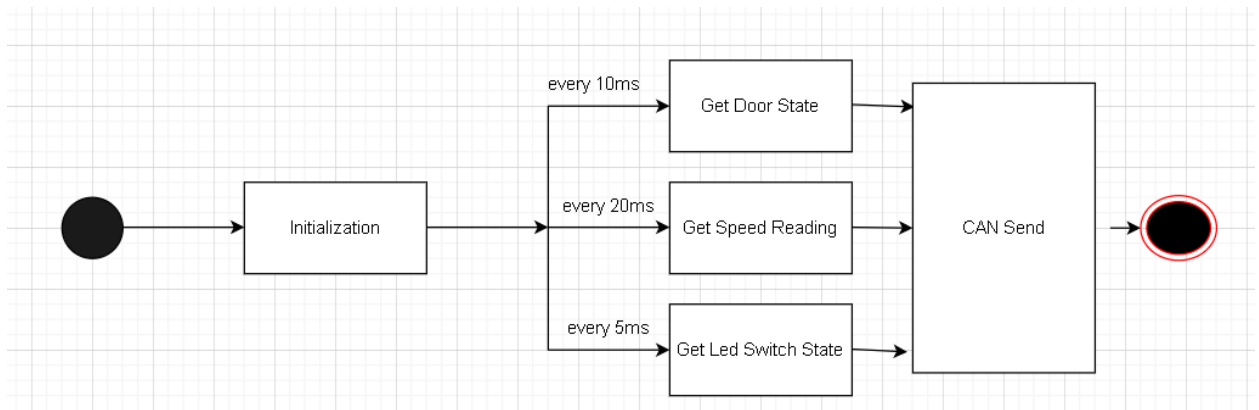 every 10ms
Get Door State
Initialization
every 20ms
Get Speed Reading
CAN Send
every 5ms
Get Led Switch State